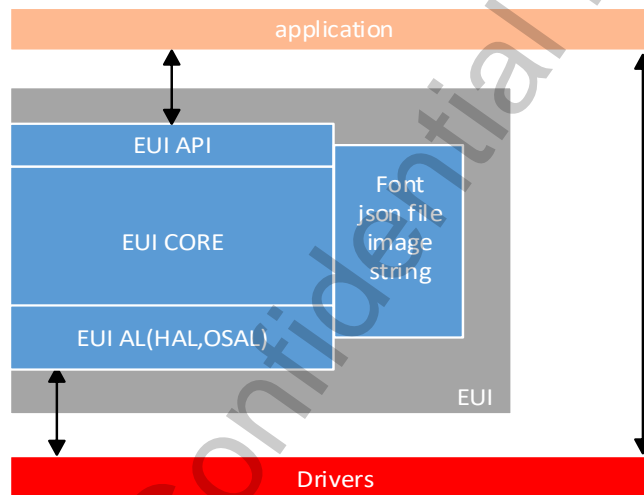 application
EUI API
Font
json file
image
string
EUI CORE
EUI AL(HAL,OSAL)
EUI
Drivers
Confidential